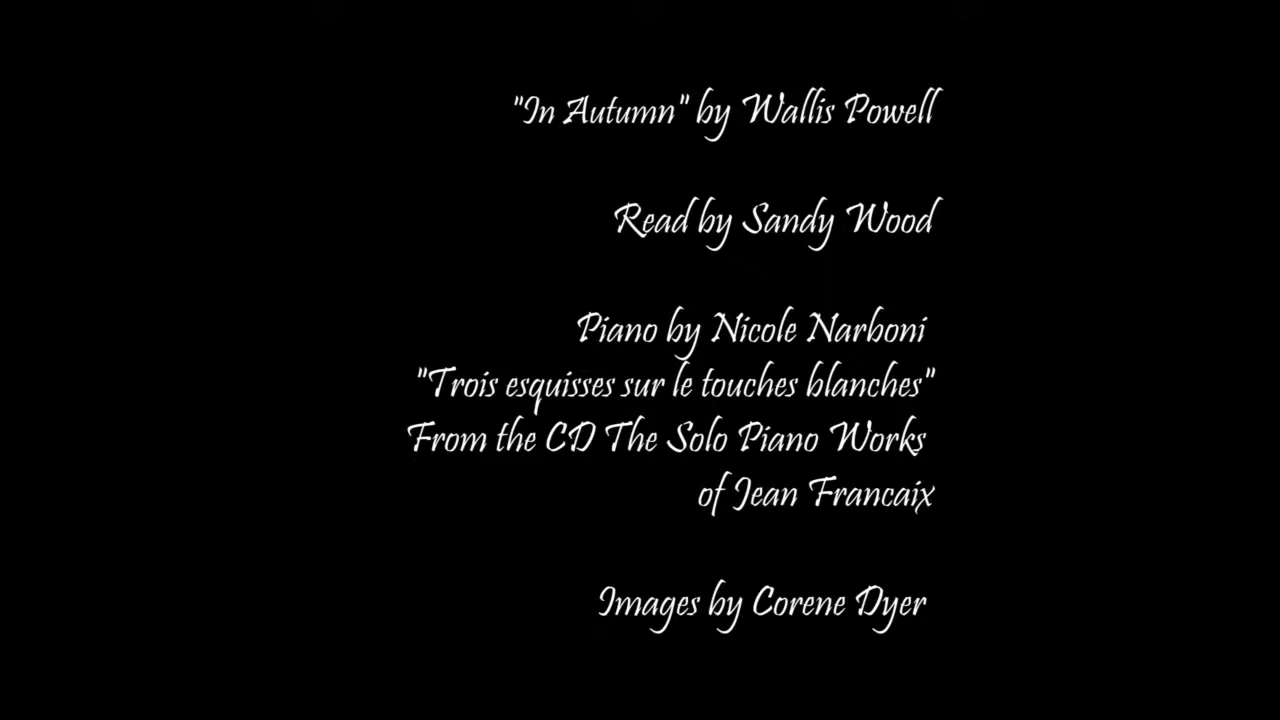 "In Autumn" by Wallis Powell
Read by Sandy Wood
Piano by Nicole Narboni
"Trois esquisses sur le touches blanches"
From the CD The Solo Piano Works
of Jean Francaix
Images by Corene Dyer